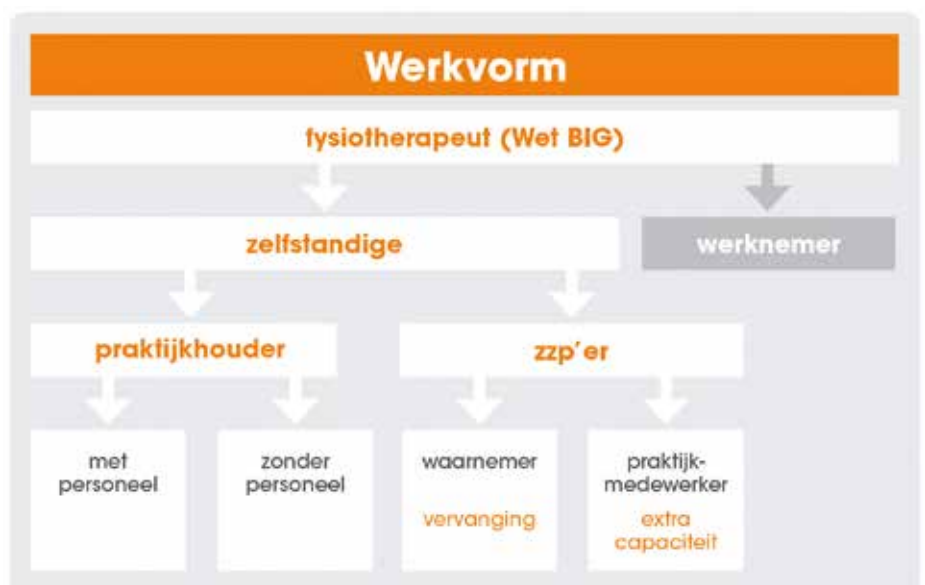 Werkvorm
fysiotherapeut (Wet BIG)
zelfstandige
werknemer
praktijkhouder
zzp'er
met
personeel
zonder
personeel
waarnemer
vervanging
praktijk-
medewerker
extra
capaciteit